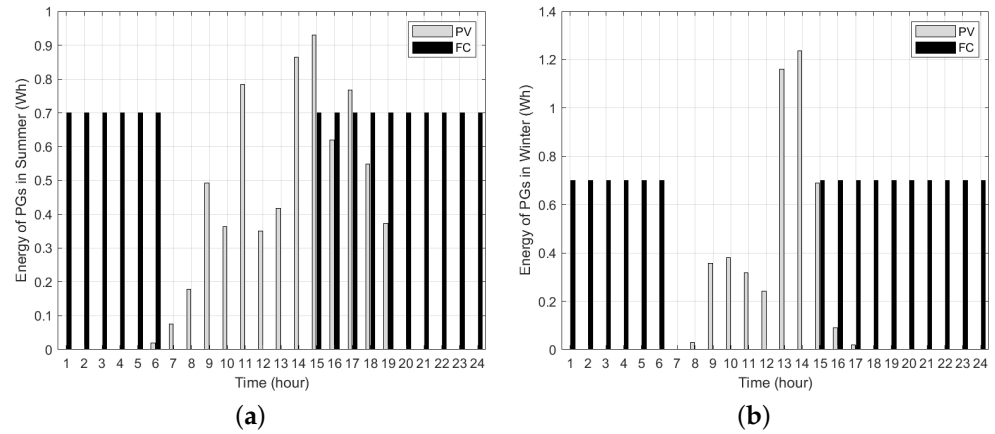 Energy of PGs in Summer (Wh)
1
0.9
0.8
0.7
0.6
0.5
0.4
0.3
0.2
0.1
0
PV
FC
1 2 3 4 5 6 7 8 9 10 11 12 13 14 15 16 17 18 19 20 21 22 23 24
Time (hour)
(a)
Energy of PGs in Winter (Wh)
1.4
1.2
1
0.8
0.6
0.4
0.2
0
PV
FC
1 2 3 4 5 6 7 8 9 10 11 12 13 14 15 16 17 18 19 20 21 22 23 24
Time (hour)
(b)